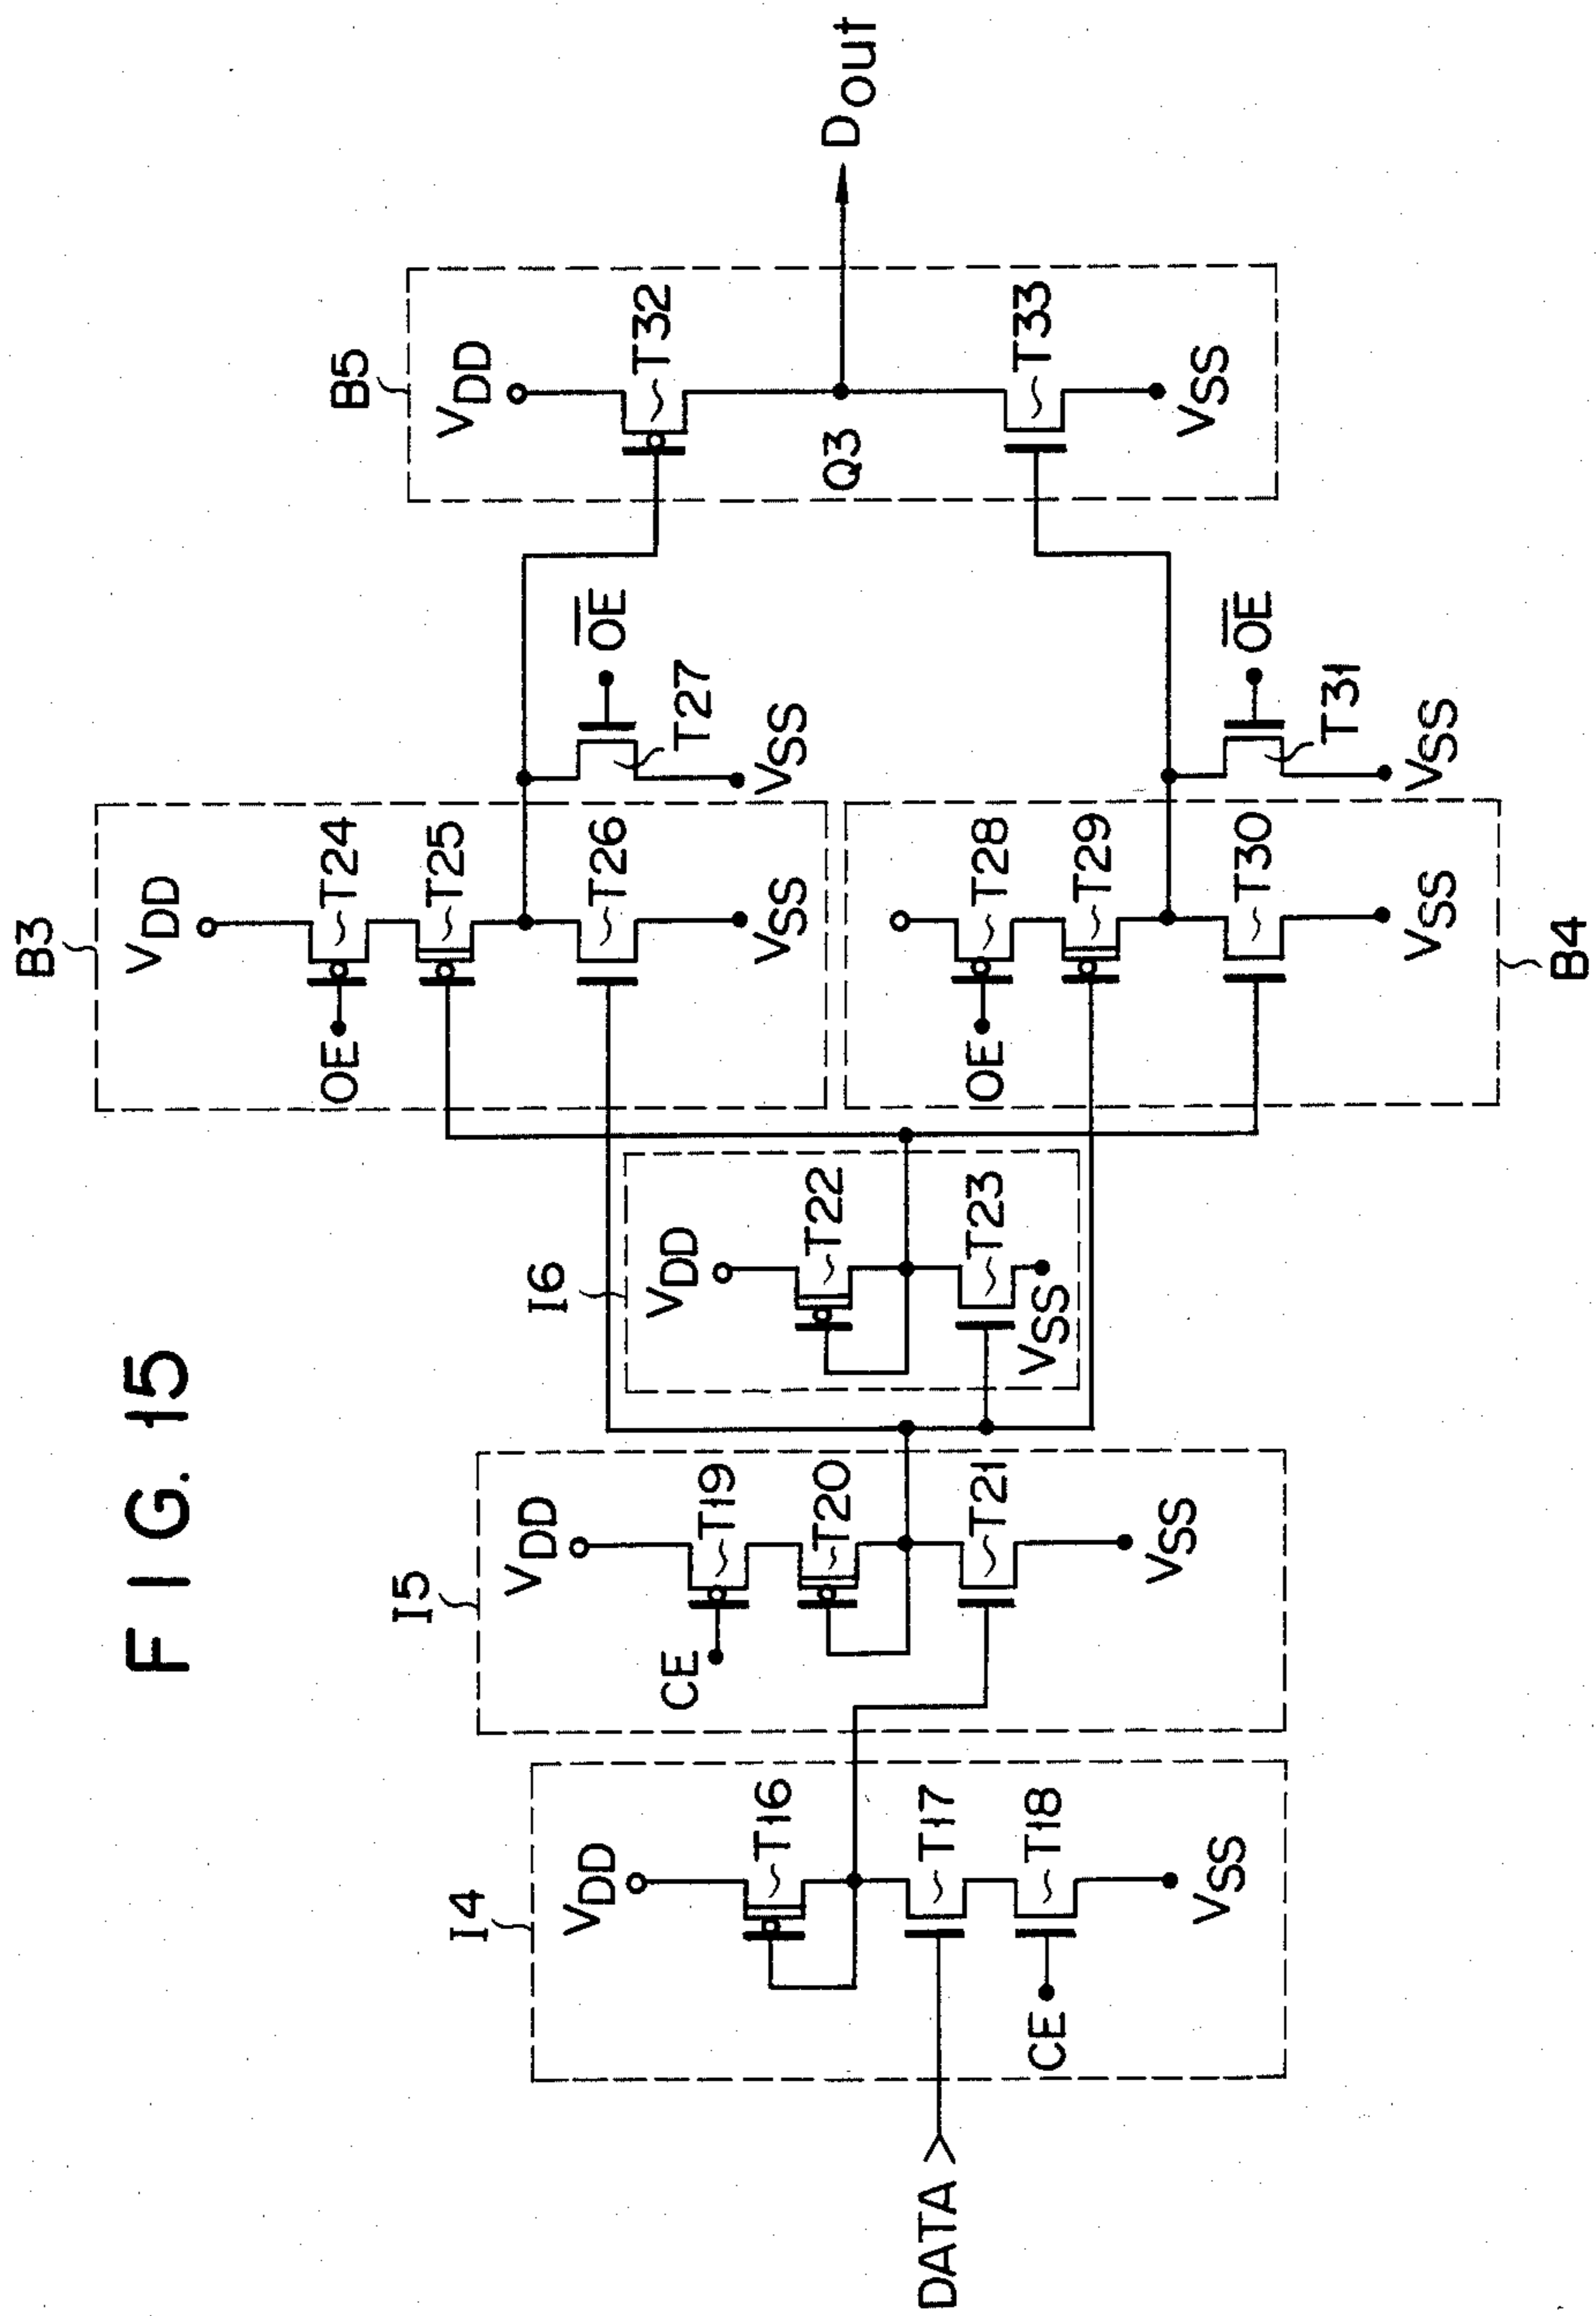 FIG. 15
I4
VDD
T16
T17
T18
CE
VSS
DATA
I5
VDD
T19
CE
T20
T21
VSS
I6
VDD
T22
T23
VSS
B3
VDD
T24
OE
T25
T26
VSS
OE
T27
VSS
T28
OE
T29
T30
VSS
B4
OE
T31
VSS
B5
VDD
T32
Q3
T33
VSS
Dout